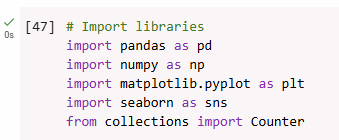 [47] # Import libraries
0s
import pandas as pd
import numpy as np
import matplotlib.pyplot as plt
import seaborn as sns
from collections import Counter